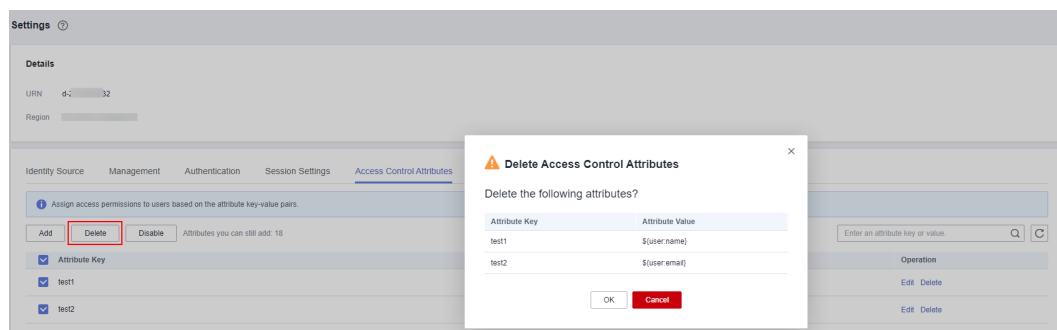 Settings
Details
URN d-2 32
Region
Identity Source Management Authentication Session Settings Access Control Attributes
Assign access permissions to users based on the attribute key-value pairs.
Add Delete Disable Attributes you can still add: 18
Enter an attribute key or value.
Attribute Key Operation
test1 Edit Delete
test2 Edit Delete
Delete Access Control Attributes
Delete the following attributes?
Attribute Key Attribute Value
test1 ${user:name}
test2 ${user:email}
OK Cancel